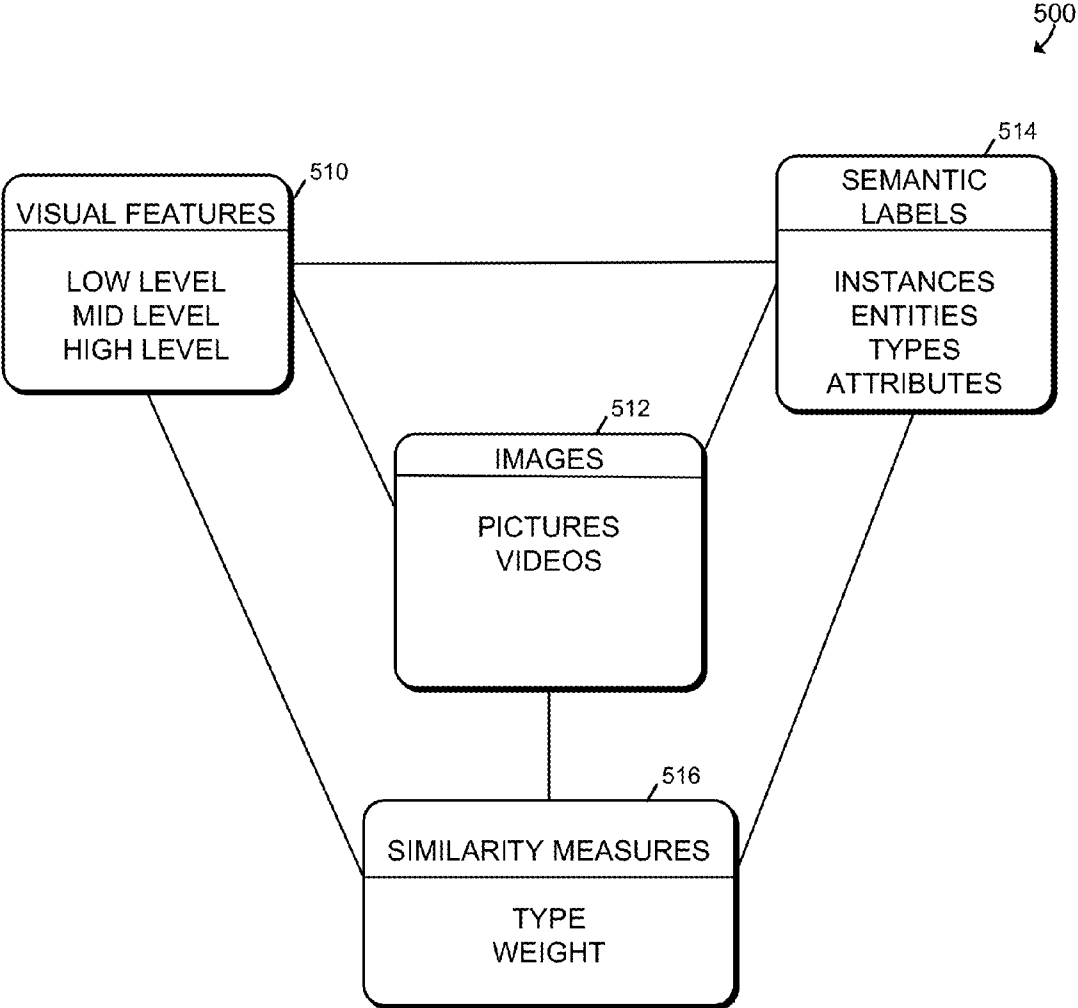 500
510
VISUAL FEATURES
LOW LEVEL
MID LEVEL
HIGH LEVEL
514
SEMANTIC
LABELS
INSTANCES
ENTITIES
TYPES
ATTRIBUTES
512
IMAGES
PICTURES
VIDEOS
516
SIMILARITY MEASURES
TYPE
WEIGHT